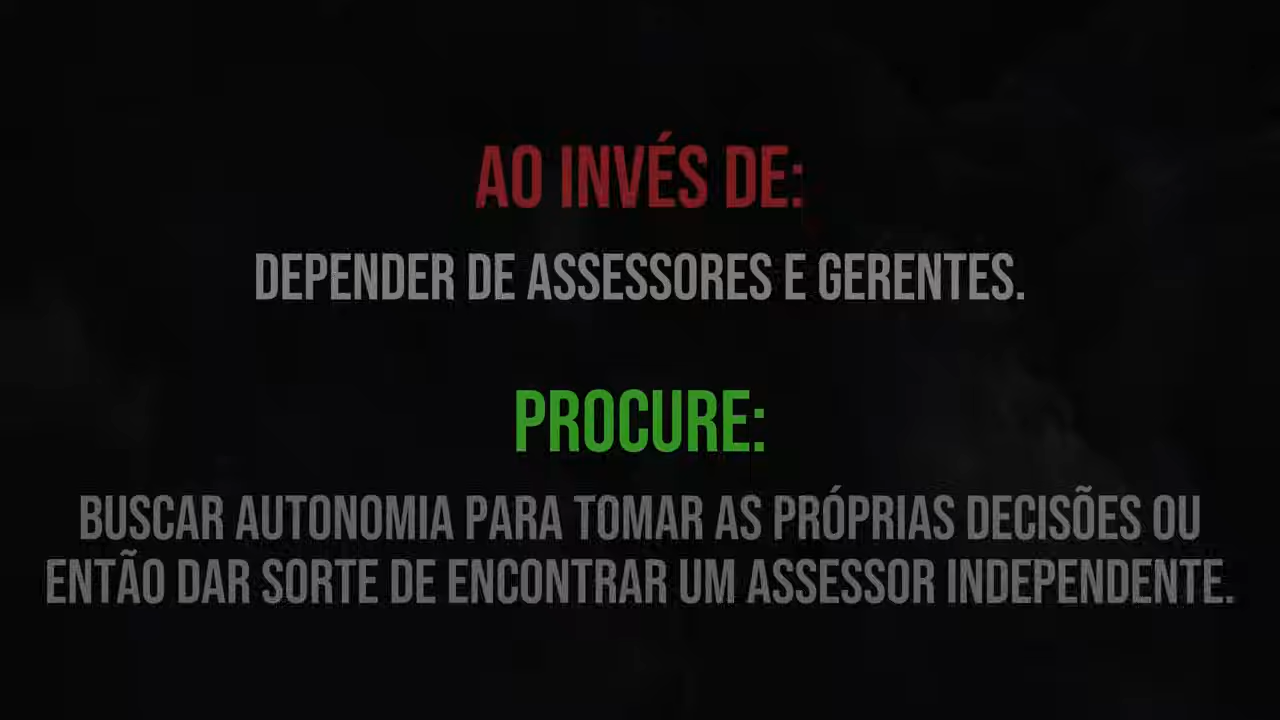 AO INVÉS DE:
DEPENDER DE ASSESSORES E GERENTES.
PROCURE:
BUSCAR AUTONOMIA PARA TOMAR AS PRÓPRIAS DECISÕES OU
ENTÃO DAR SORTE DE ENCONTRAR UM ASSESSOR INDEPENDENTE.